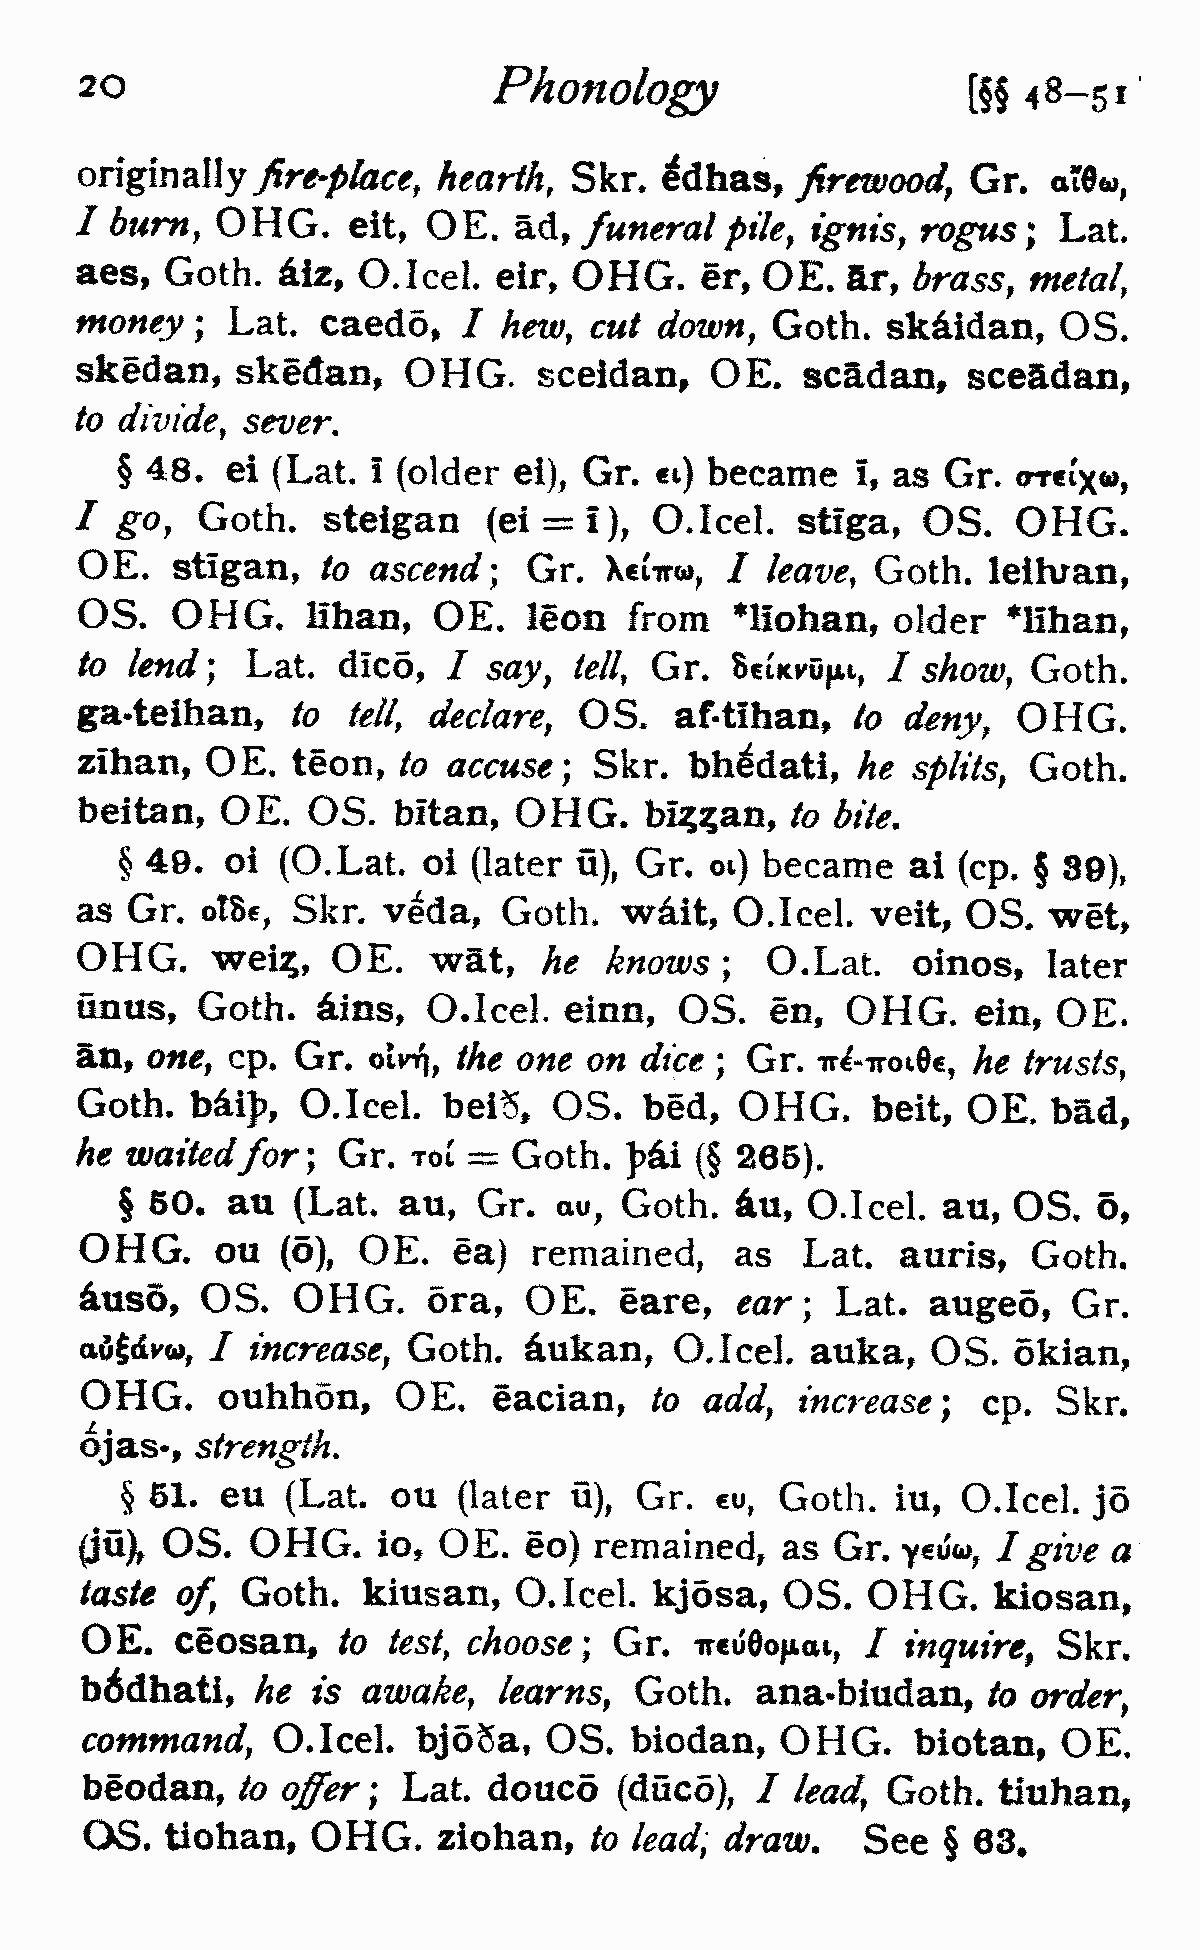 20 Phonology [§§ 48–51
originally fire-place, hearth, Skr. ḗdhas, firewood, Gr. αἴθω,
I burn, OHG. eit, OE. ād, funeral pile, ignis, rogus; Lat.
aes, Goth. áiz, O.Icel. eir, OHG. ēr, OE. ār, brass, metal,
money; Lat. caedō, I hew, cut down, Goth. skáidan, OS.
skēdan, skēđan, OHG. sceidan, OE. scādan, sceādan,
to divide, sever.
§ 48. ei (Lat. ī (older ei), Gr. ει) became ī, as Gr. στείχω,
I go, Goth. steigan (ei = ī), O.Icel. stīga, OS. OHG.
OE. stīgan, to ascend; Gr. λείπω, I leave, Goth. leiƕan,
OS. OHG. līhan, OE. lēon from *līohan, older *līhan,
to lend; Lat. dīcō, I say, tell, Gr. δείκνῡμι, I show, Goth.
ga-teihan, to tell, declare, OS. af-tīhan, to deny, OHG.
zīhan, OE. tēon, to accuse; Skr. bhḗdati, he splits, Goth.
beitan, OE. OS. bītan, OHG. bīȥȥan, to bite.
§ 49. oi (O.Lat. oi (later ū), Gr. οι) became ai (cp. § 39),
as Gr. οἶδε, Skr. vḗda, Goth. wáit, O.Icel. veit, OS. wēt,
OHG. weiȥ, OE. wāt, he knows; O.Lat. oinos, later
ūnus, Goth. áins, O.Icel. einn, OS. ēn, OHG. ein, OE.
ān, one, cp. Gr. οἰνή, the one on dice; Gr. πέ-ποιθε, he trusts,
Goth. báiþ, O.Icel. beið, OS. bēd, OHG. beit, OE. bād,
he waited for; Gr. τοί = Goth. þái (§ 265).
§ 50. au (Lat. au, Gr. αυ, Goth. áu, O.Icel. au, OS. ō,
OHG. ou (ō), OE. ēa) remained, as Lat. auris, Goth.
áusō, OS. OHG. ōra, OE. ēare, ear; Lat. augeō, Gr.
αὐξάνω, I increase, Goth. áukan, O.Icel. auka, OS. ōkian,
OHG. ouhhōn, OE. ēacian, to add, increase; cp. Skr.
ṓjas-, strength.
§ 51. eu (Lat. ou (later ū), Gr. ευ, Goth. iu, O.Icel. jō
(jū), OS. OHG. io, OE. ēo) remained, as Gr. γεύω, I give a
taste of, Goth. kiusan, O.Icel. kjōsa, OS. OHG. kiosan,
OE. cēosan, to test, choose; Gr. πεύθομαι, I inquire, Skr.
bṓdhati, he is awake, learns, Goth. ana-biudan, to order,
command, O.Icel. bjōða, OS. biodan, OHG. biotan, OE.
bēodan, to offer; Lat. doucō (dūcō), I lead, Goth. tiuhan,
OS. tiohan, OHG. ziohan, to lead, draw. See § 63.